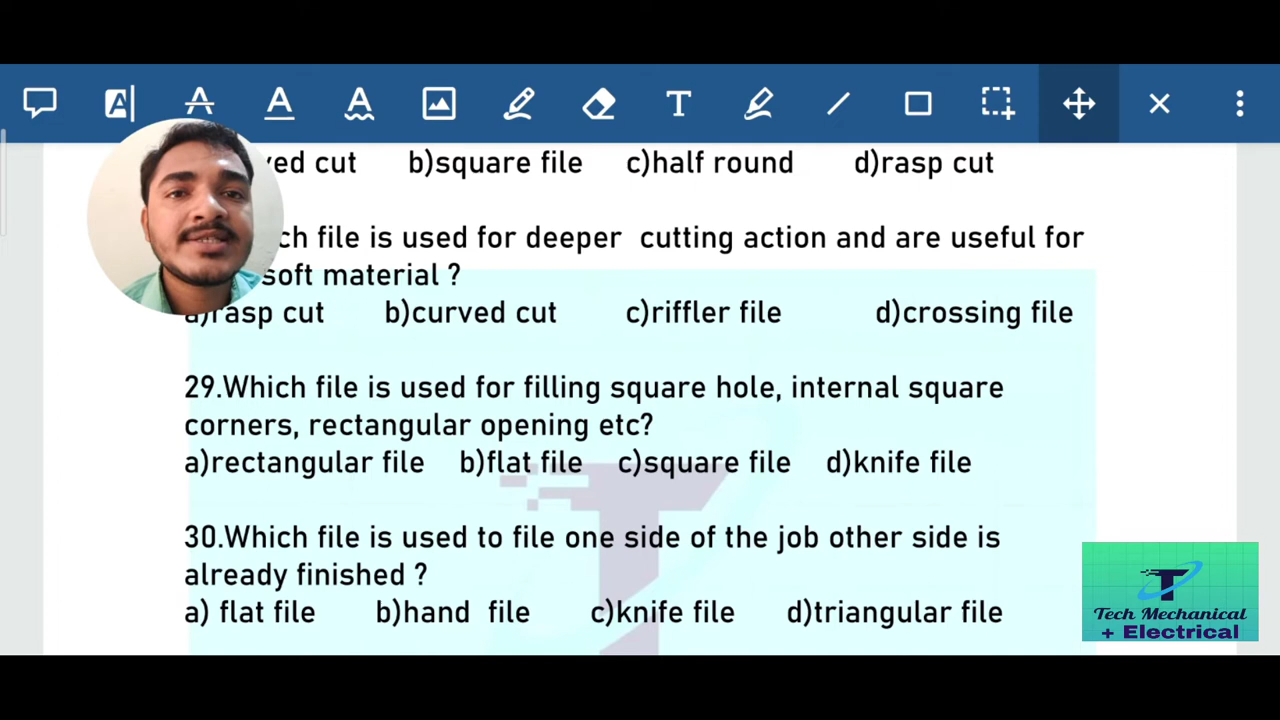 ved cut b)square file c)half round d)rasp cut
ch file is used for deeper cutting action and are useful for
soft material ?
a)rasp cut b)curved cut c)riffler file d)crossing file
29.Which file is used for filling square hole, internal square
corners, rectangular opening etc?
a)rectangular file b)flat file c)square file d)knife file
30.Which file is used to file one side of the job other side is
already finished ?
a) flat file b)hand file c)knife file d)triangular file
Tech Mechanical
+ Electrical